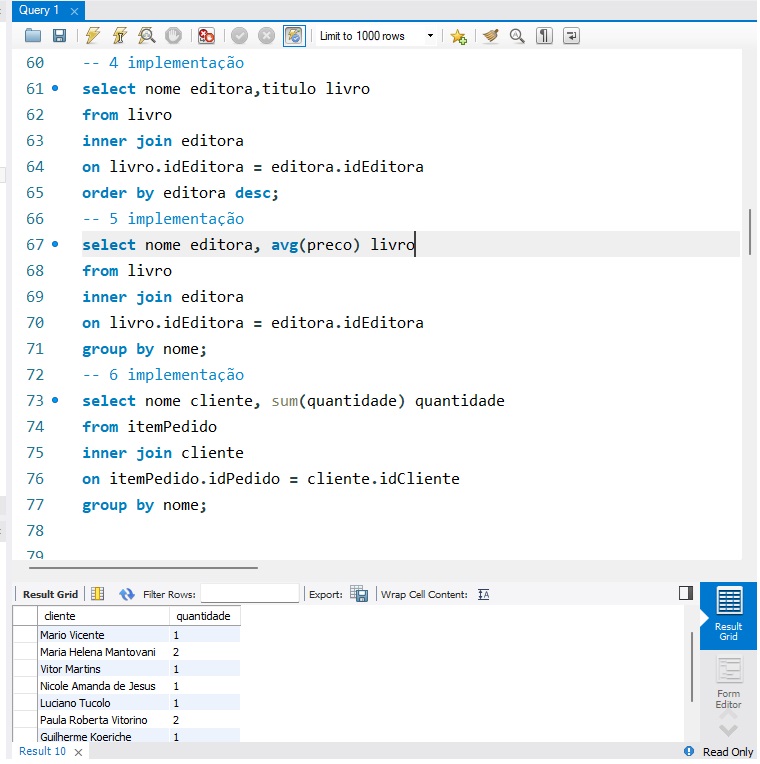 Query 1
Limit to 1000 rows
60 -- 4 implementação
61 select nome editora,titulo livro
62 from livro
63 inner join editora
64 on livro.idEditora = editora.idEditora
65 order by editora desc;
66 -- 5 implementação
67 select nome editora, avg(preco) livro
68 from livro
69 inner join editora
70 on livro.idEditora = editora.idEditora
71 group by nome;
72 -- 6 implementação
73 select nome cliente, sum(quantidade) quantidade
74 from itemPedido
75 inner join cliente
76 on itemPedido.idPedido = cliente.idCliente
77 group by nome;
78
79
Result Grid Filter Rows: Export: Wrap Cell Content:
cliente quantidade
Mario Vicente 1
Maria Helena Mantovani 2
Vitor Martins 1
Nicole Amanda de Jesus 1
Luciano Tucolo 1
Paula Roberta Vitorino 2
Guilherme Koeriche 1
Result
Grid
Form
Editor
Result 10
Read Only